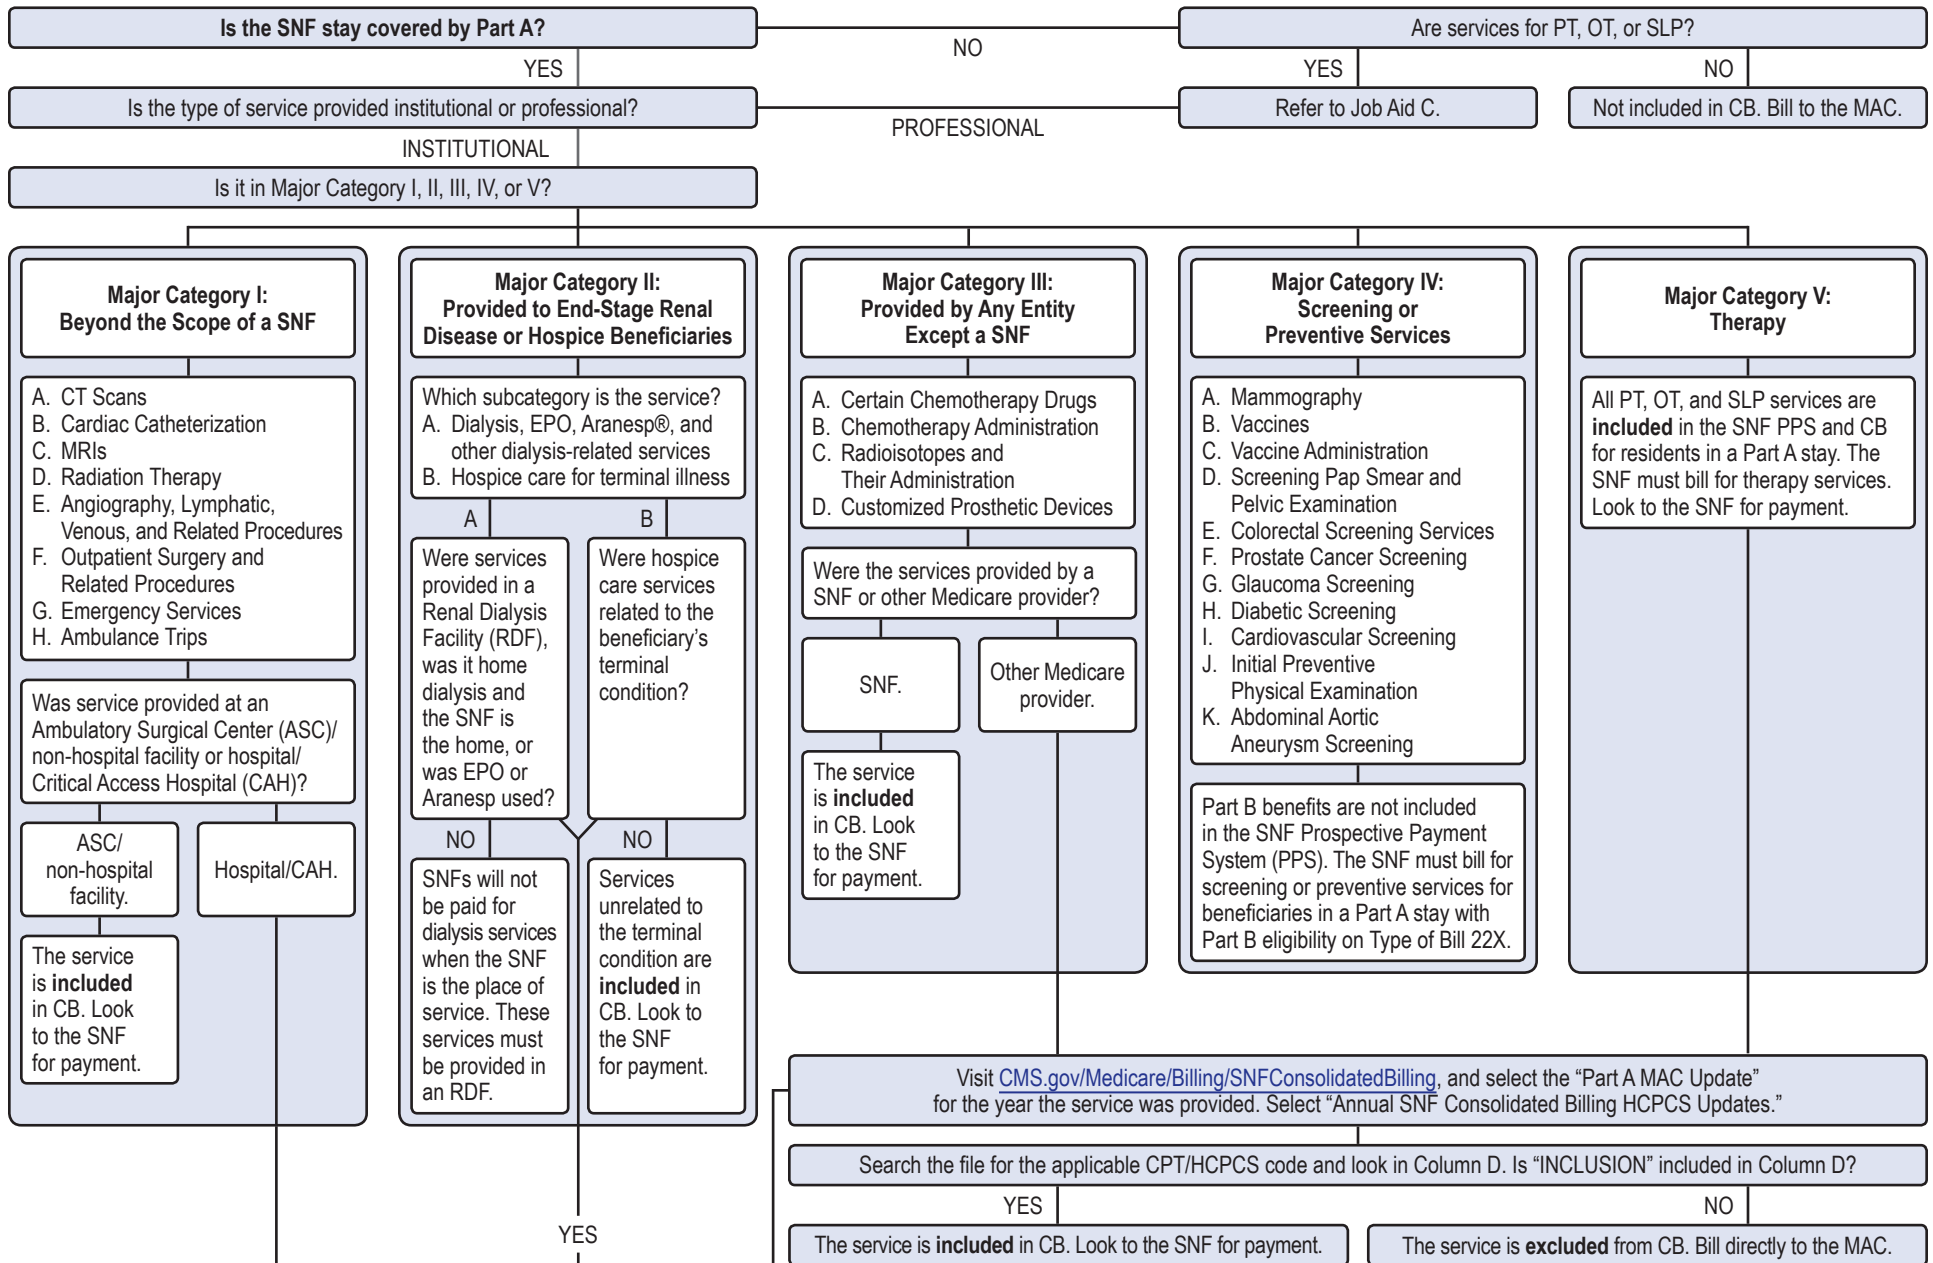 Is the SNF stay covered by Part A?
NO
Are services for PT, OT, or SLP?
YES
YES
NO
Is the type of service provided institutional or professional?
PROFESSIONAL
Refer to Job Aid C.
Not included in CB. Bill to the MAC.
INSTITUTIONAL
Is it in Major Category I, II, III, IV, or V?
Major Category I:
Beyond the Scope of a SNF
A. CT Scans
B. Cardiac Catheterization
C. MRIs
D. Radiation Therapy
E. Angiography, Lymphatic,
Venous, and Related Procedures
F. Outpatient Surgery and
Related Procedures
G. Emergency Services
H. Ambulance Trips
Was service provided at an
Ambulatory Surgical Center (ASC)/
non-hospital facility or hospital/
Critical Access Hospital (CAH)?
ASC/
non-hospital
facility.
Hospital/CAH.
The service
is included
in CB. Look
to the SNF
for payment.
Major Category II:
Provided to End-Stage Renal
Disease or Hospice Beneficiaries
Which subcategory is the service?
A. Dialysis, EPO, Aranesp®, and
other dialysis-related services
B. Hospice care for terminal illness
A
B
Were services
provided in a
Renal Dialysis
Facility (RDF),
was it home
dialysis and
the SNF is
the home, or
was EPO or
Aranesp used?
Were hospice
care services
related to the
beneficiary's
terminal
condition?
NO
NO
SNFs will not
be paid for
dialysis services
when the SNF
is the place of
service. These
services must
be provided in
an RDF.
Services
unrelated to
the terminal
condition are
included in
CB. Look to
the SNF
for payment.
YES
Major Category III:
Provided by Any Entity
Except a SNF
A. Certain Chemotherapy Drugs
B. Chemotherapy Administration
C. Radioisotopes and
Their Administration
D. Customized Prosthetic Devices
Were the services provided by a
SNF or other Medicare provider?
SNF.
Other Medicare
provider.
The service
is included
in CB. Look
to the SNF
for payment.
Major Category IV:
Screening or
Preventive Services
A. Mammography
B. Vaccines
C. Vaccine Administration
D. Screening Pap Smear and
Pelvic Examination
E. Colorectal Screening Services
F. Prostate Cancer Screening
G. Glaucoma Screening
H. Diabetic Screening
I. Cardiovascular Screening
J. Initial Preventive
Physical Examination
K. Abdominal Aortic
Aneurysm Screening
Part B benefits are not included
in the SNF Prospective Payment
System (PPS). The SNF must bill for
screening or preventive services for
beneficiaries in a Part A stay with
Part B eligibility on Type of Bill 22X.
Major Category V:
Therapy
All PT, OT, and SLP services are
included in the SNF PPS and CB
for residents in a Part A stay. The
SNF must bill for therapy services.
Look to the SNF for payment.
Visit CMS.gov/Medicare/Billing/SNFConsolidatedBilling, and select the “Part A MAC Update”
for the year the service was provided. Select “Annual SNF Consolidated Billing HCPCS Updates.”
Search the file for the applicable CPT/HCPCS code and look in Column D. Is “INCLUSION” included in Column D?
YES
NO
The service is included in CB. Look to the SNF for payment.
The service is excluded from CB. Bill directly to the MAC.